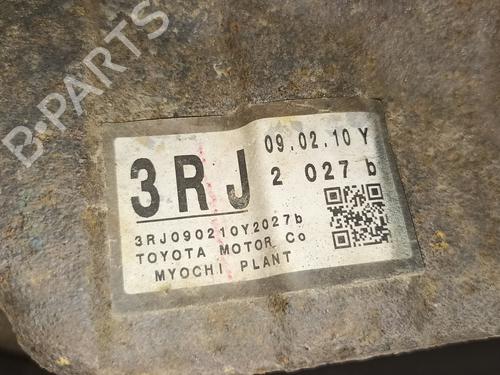 B-PARTS
3RJ 09.02.10 Y
2 027 b
3RJ090210Y2027b
TOYOTA MOTOR Co
MYOCHI PLANT